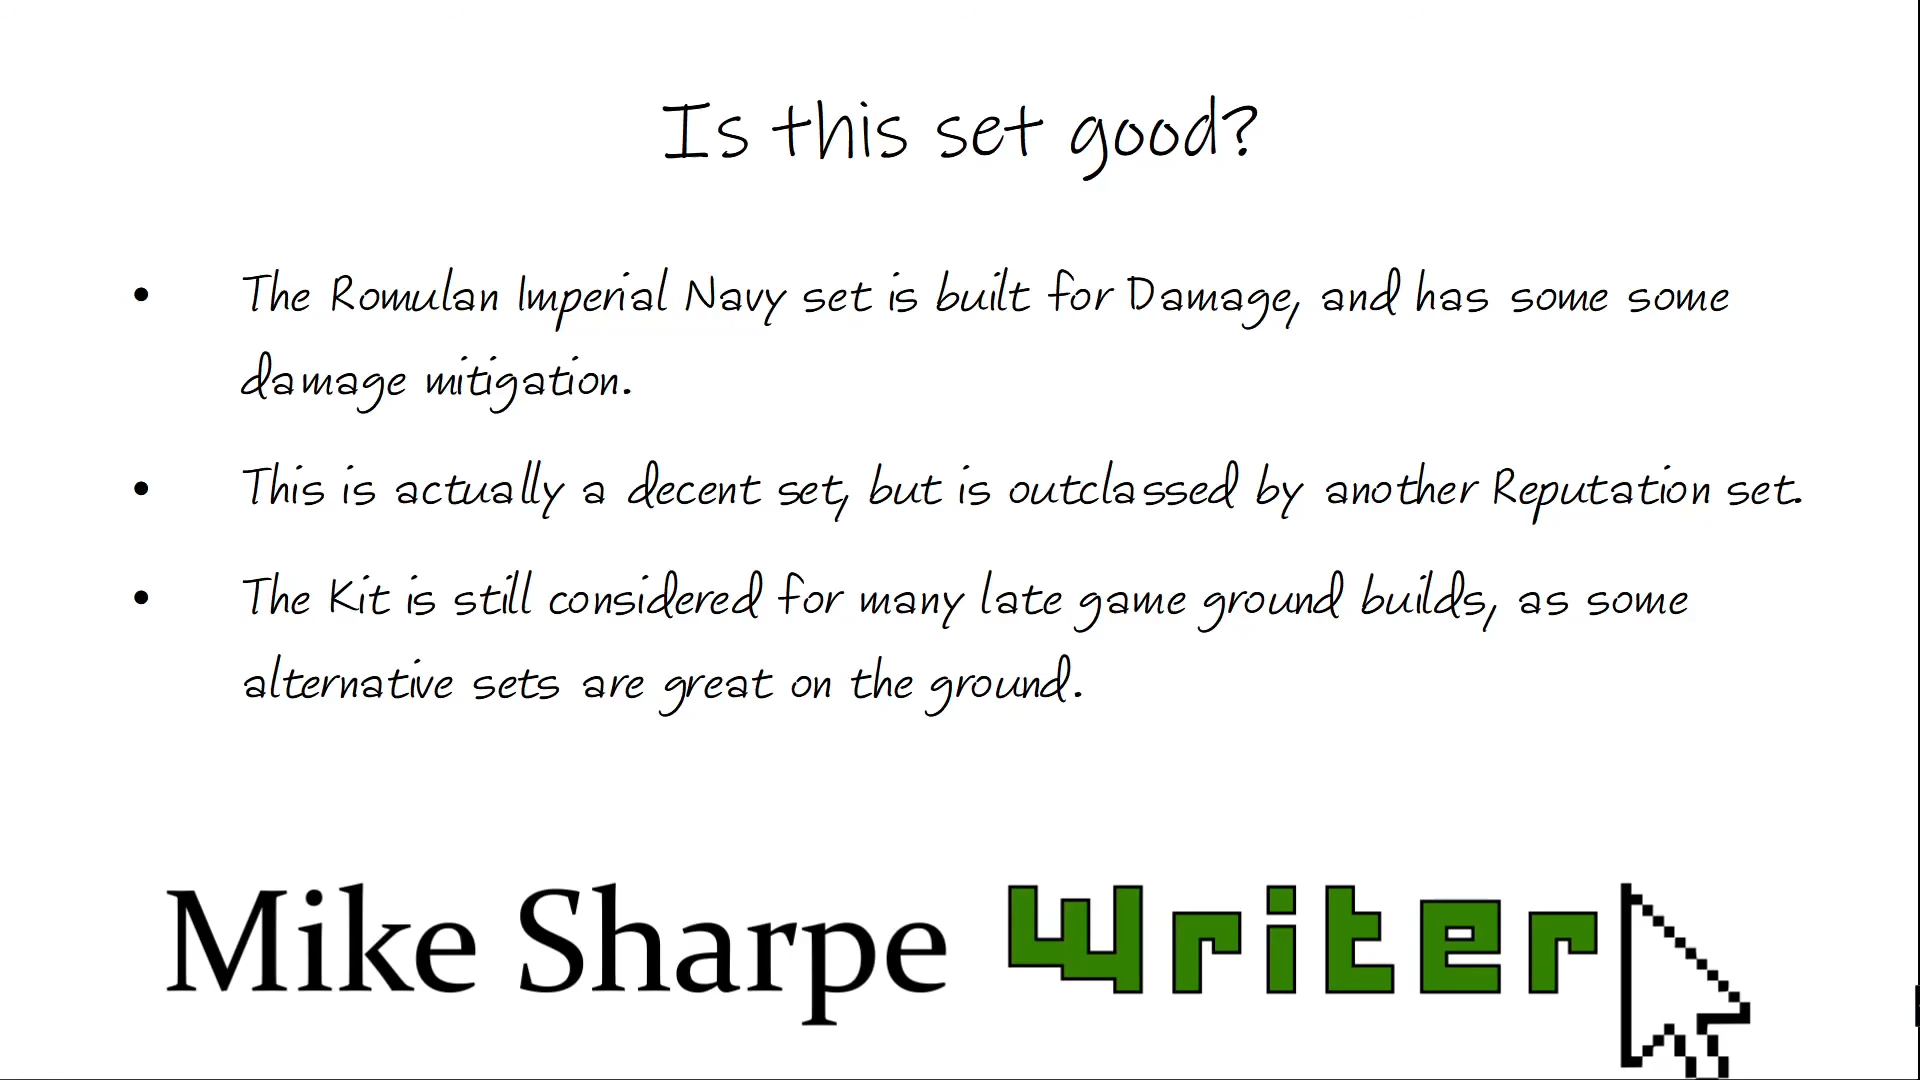 Is this set good?
• The Romulan Imperial Navy set is built for Damage, and has some some
damage mitigation.
• This is actually a decent set, but is outclassed by another Reputation set.
• The Kit is still considered for many late game ground builds, as some
alternative sets are great on the ground.
Mike Sharpe Writer